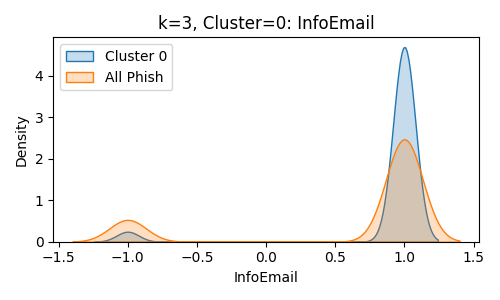 k=3, Cluster=0: InfoEmail
Cluster 0
All Phish
Density
4
3
2
1
0
−1.5 −1.0 −0.5 0.0 0.5 1.0 1.5
InfoEmail